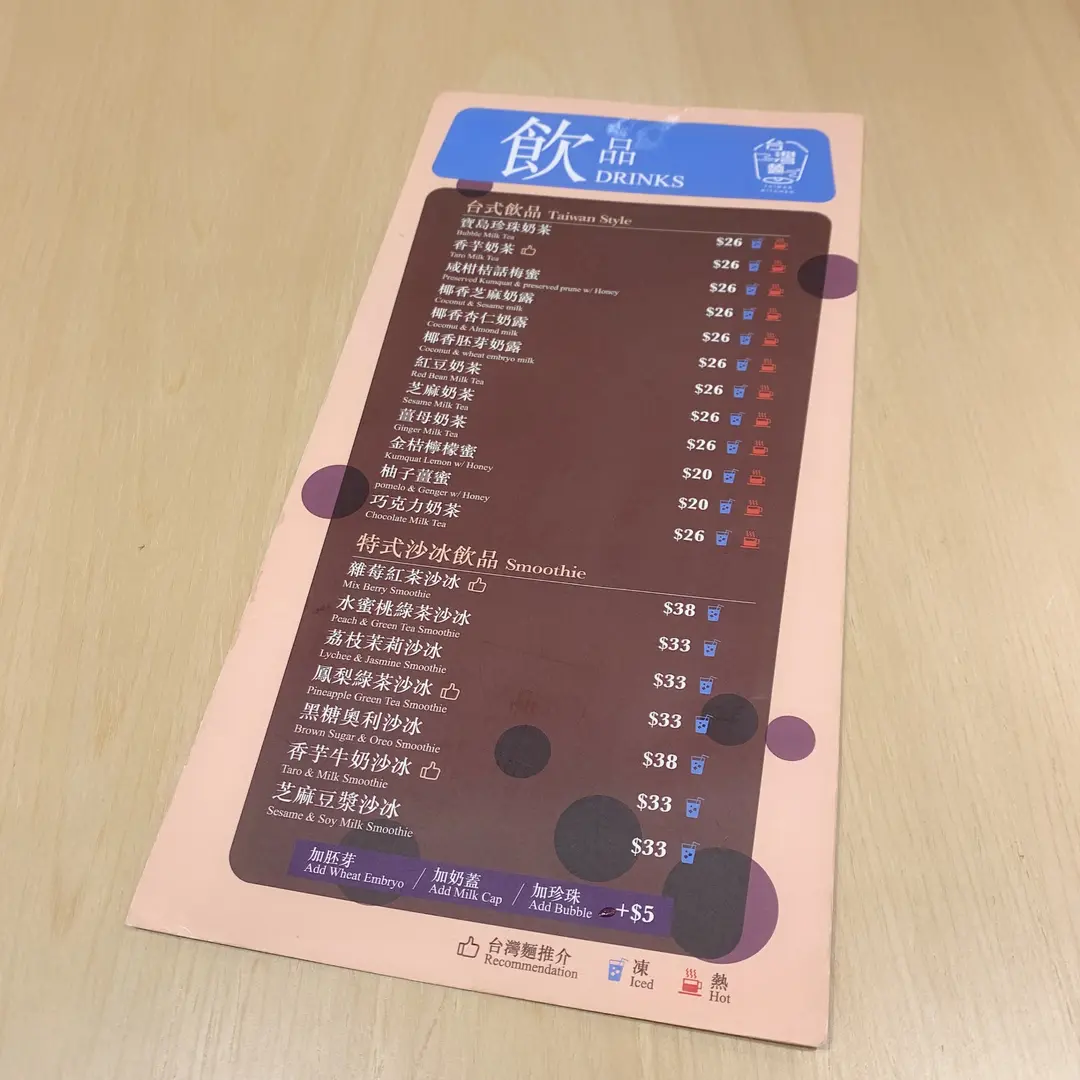 飲品
DRINKS
台灣麵
TAIWAN
KITCHEN
台式飲品 Taiwan Style
寶島珍珠奶茶 $26
Bubble Milk Tea
香芋奶茶 $26
Taro Milk Tea
咸柑桔話梅蜜 $26
Preserved Kumquat & preserved prune w/ Honey
椰香芝麻奶露 $26
Coconut & Sesame milk
椰香杏仁奶露 $26
Coconut & Almond milk
椰香胚芽奶露 $26
Coconut & wheat embryo milk
紅豆奶茶 $26
Red Bean Milk Tea
芝麻奶茶 $26
Sesame Milk Tea
薑母奶茶 $26
Ginger Milk Tea
金桔檸檬蜜 $20
Kumquat Lemon w/ Honey
柚子薑蜜 $20
pomelo & Genger w/ Honey
巧克力奶茶 $26
Chocolate Milk Tea
特式沙冰飲品 Smoothie
雜莓紅茶沙冰 $38
Mix Berry Smoothie
水蜜桃綠茶沙冰 $33
Peach & Green Tea Smoothie
荔枝茉莉沙冰 $33
Lychee & Jasmine Smoothie
鳳梨綠茶沙冰 $33
Pineapple Green Tea Smoothie
黑糖奧利沙冰 $38
Brown Sugar & Oreo Smoothie
香芋牛奶沙冰 $33
Taro & Milk Smoothie
芝麻豆漿沙冰 $33
Sesame & Soy Milk Smoothie
加胚芽 / 加奶蓋 / 加珍珠 +$5
Add Wheat Embryo Add Milk Cap Add Bubble
台灣麵推介 凍 熱
Recommendation Iced Hot